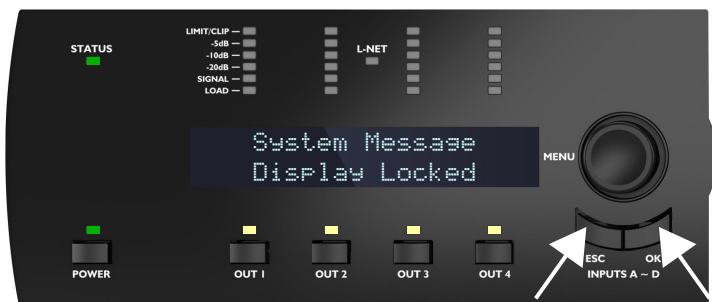 LIMIT/CLIP
-5dB
-10dB
-20dB
SIGNAL
LOAD
STATUS
L-NET
System Message
Display Locked
MENU
POWER
OUT 1
OUT 2
OUT 3
OUT 4
ESC
OK
INPUTS A ~ D